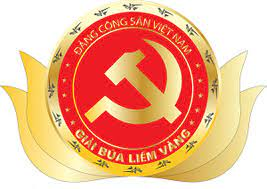 ĐẢNG CỘNG SẢN VIỆT NAM
GIẢI BÚA LIỀM VÀNG